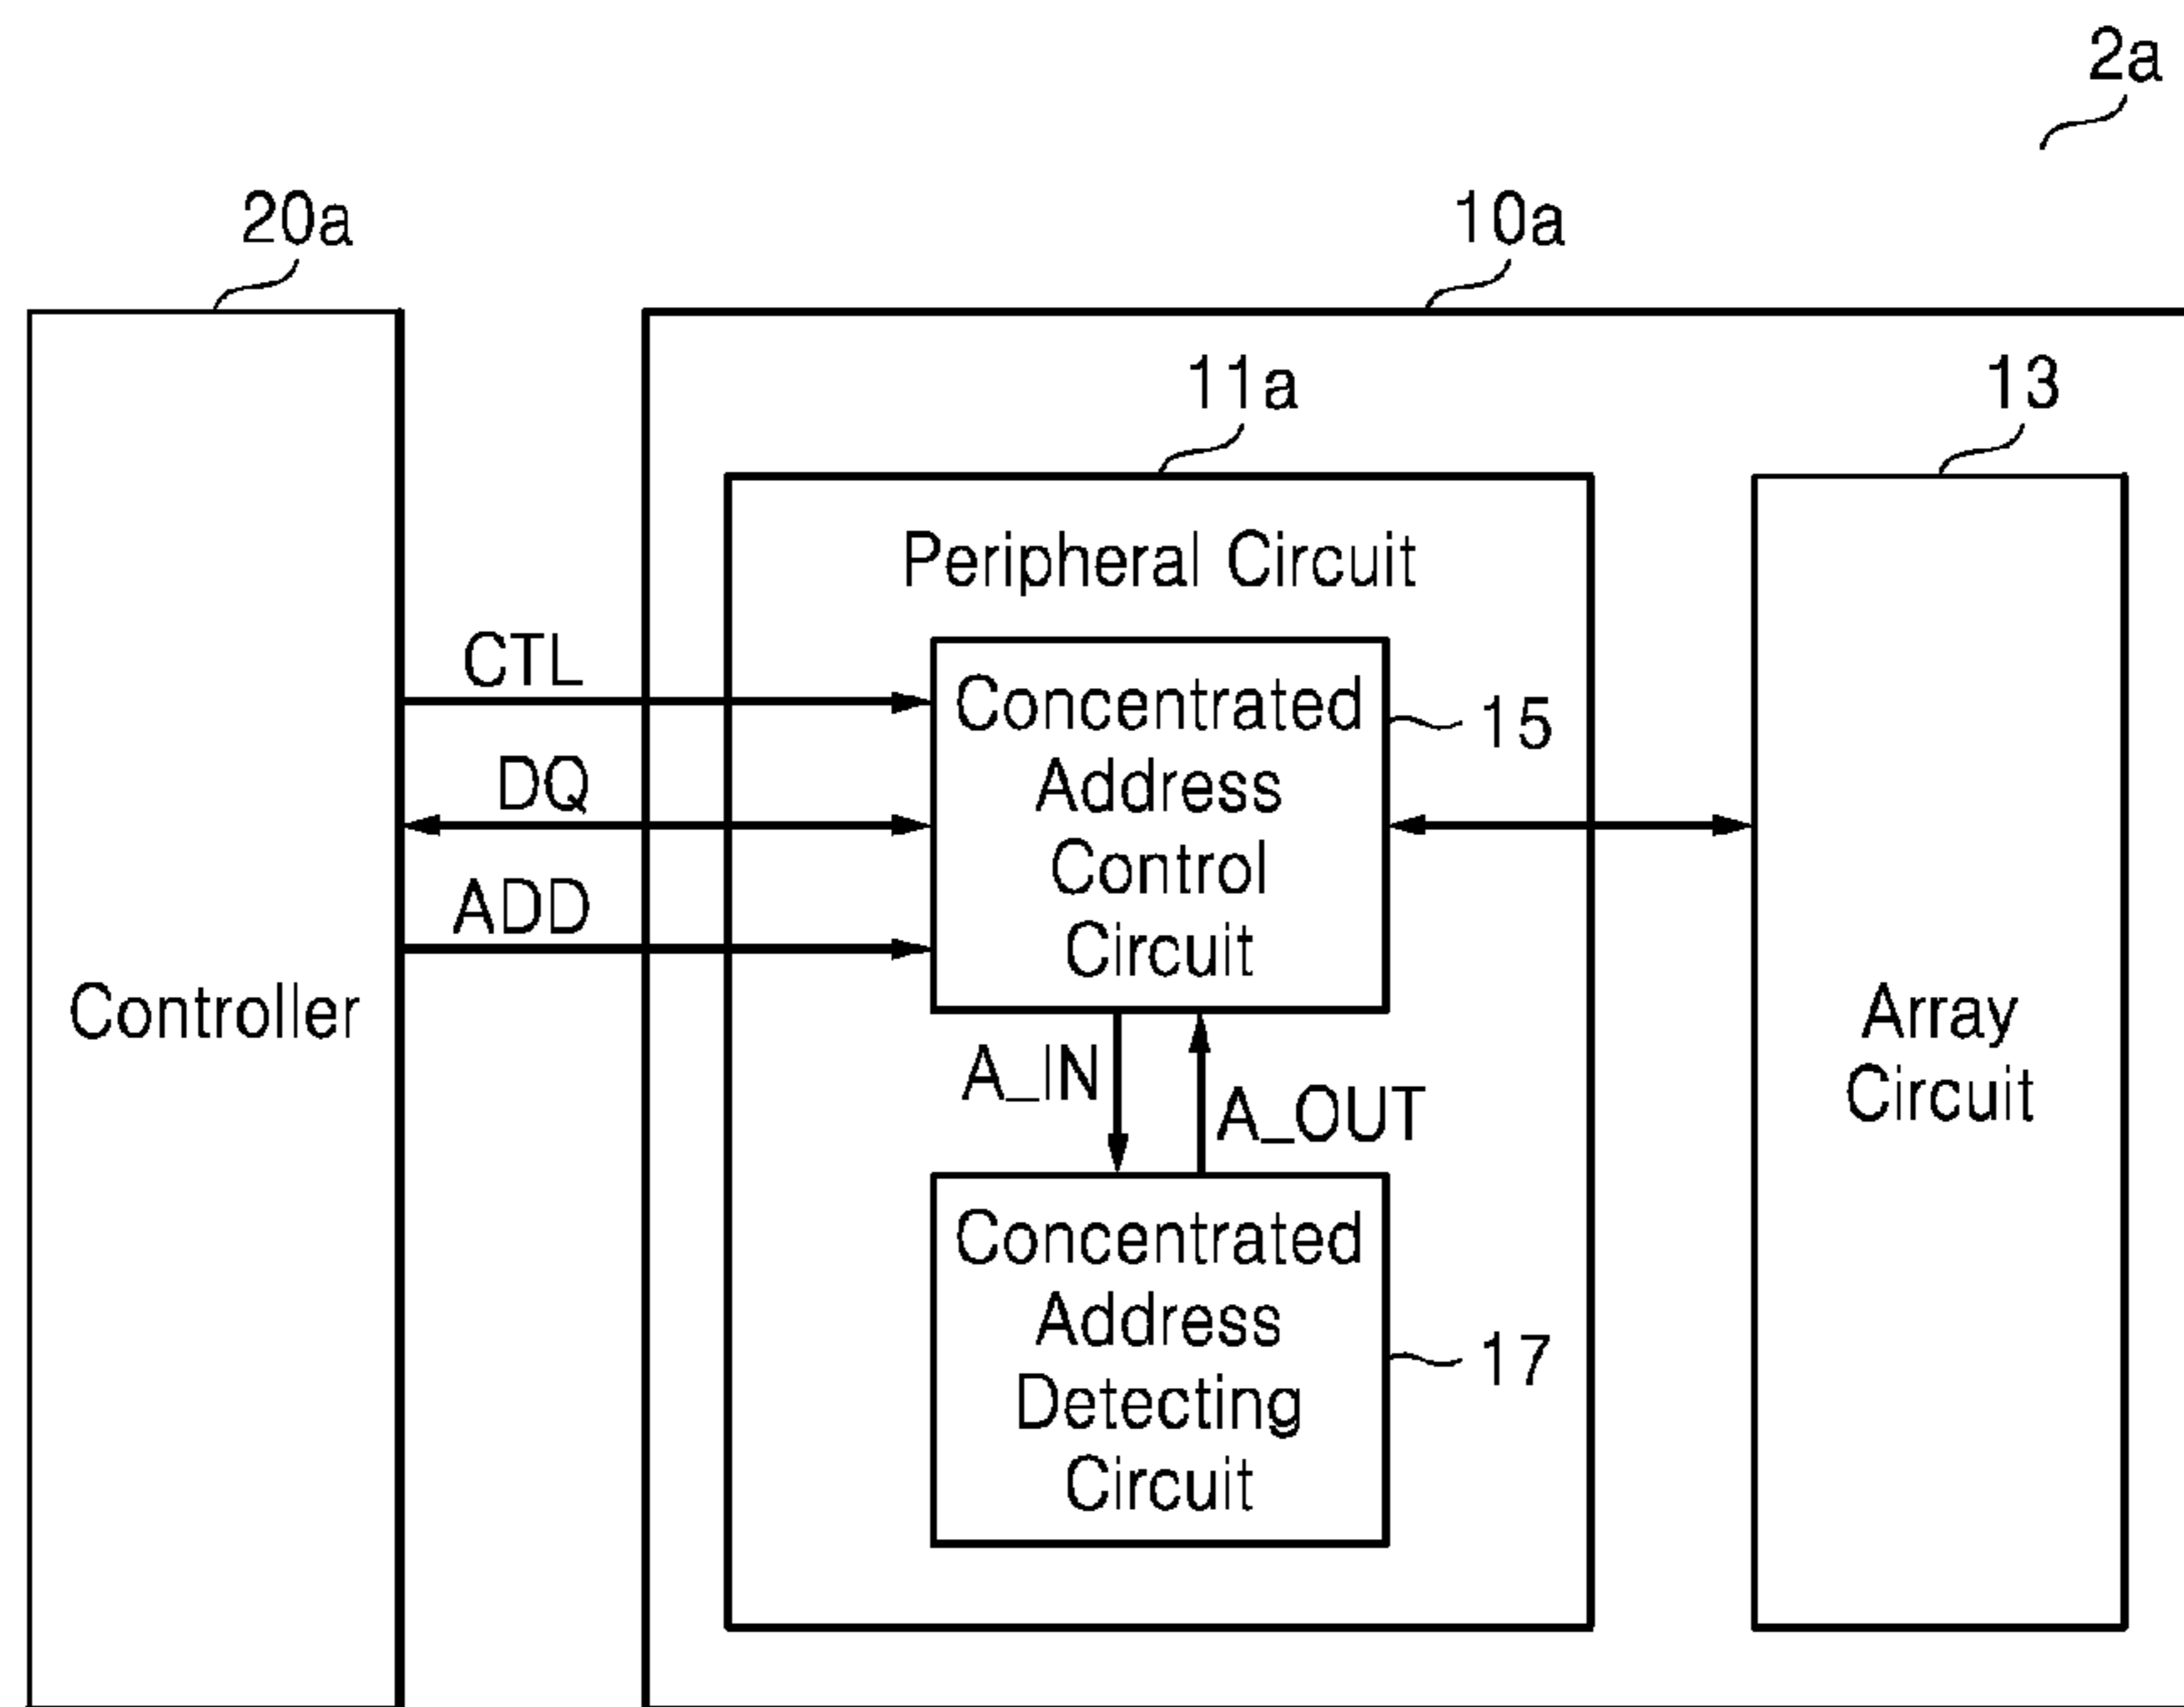 2a
20a
10a
11a
13
Peripheral Circuit
CTL
Concentrated
Address
Control
Circuit
15
DQ
ADD
Controller
Array
Circuit
A_IN
A_OUT
Concentrated
Address
Detecting
Circuit
17